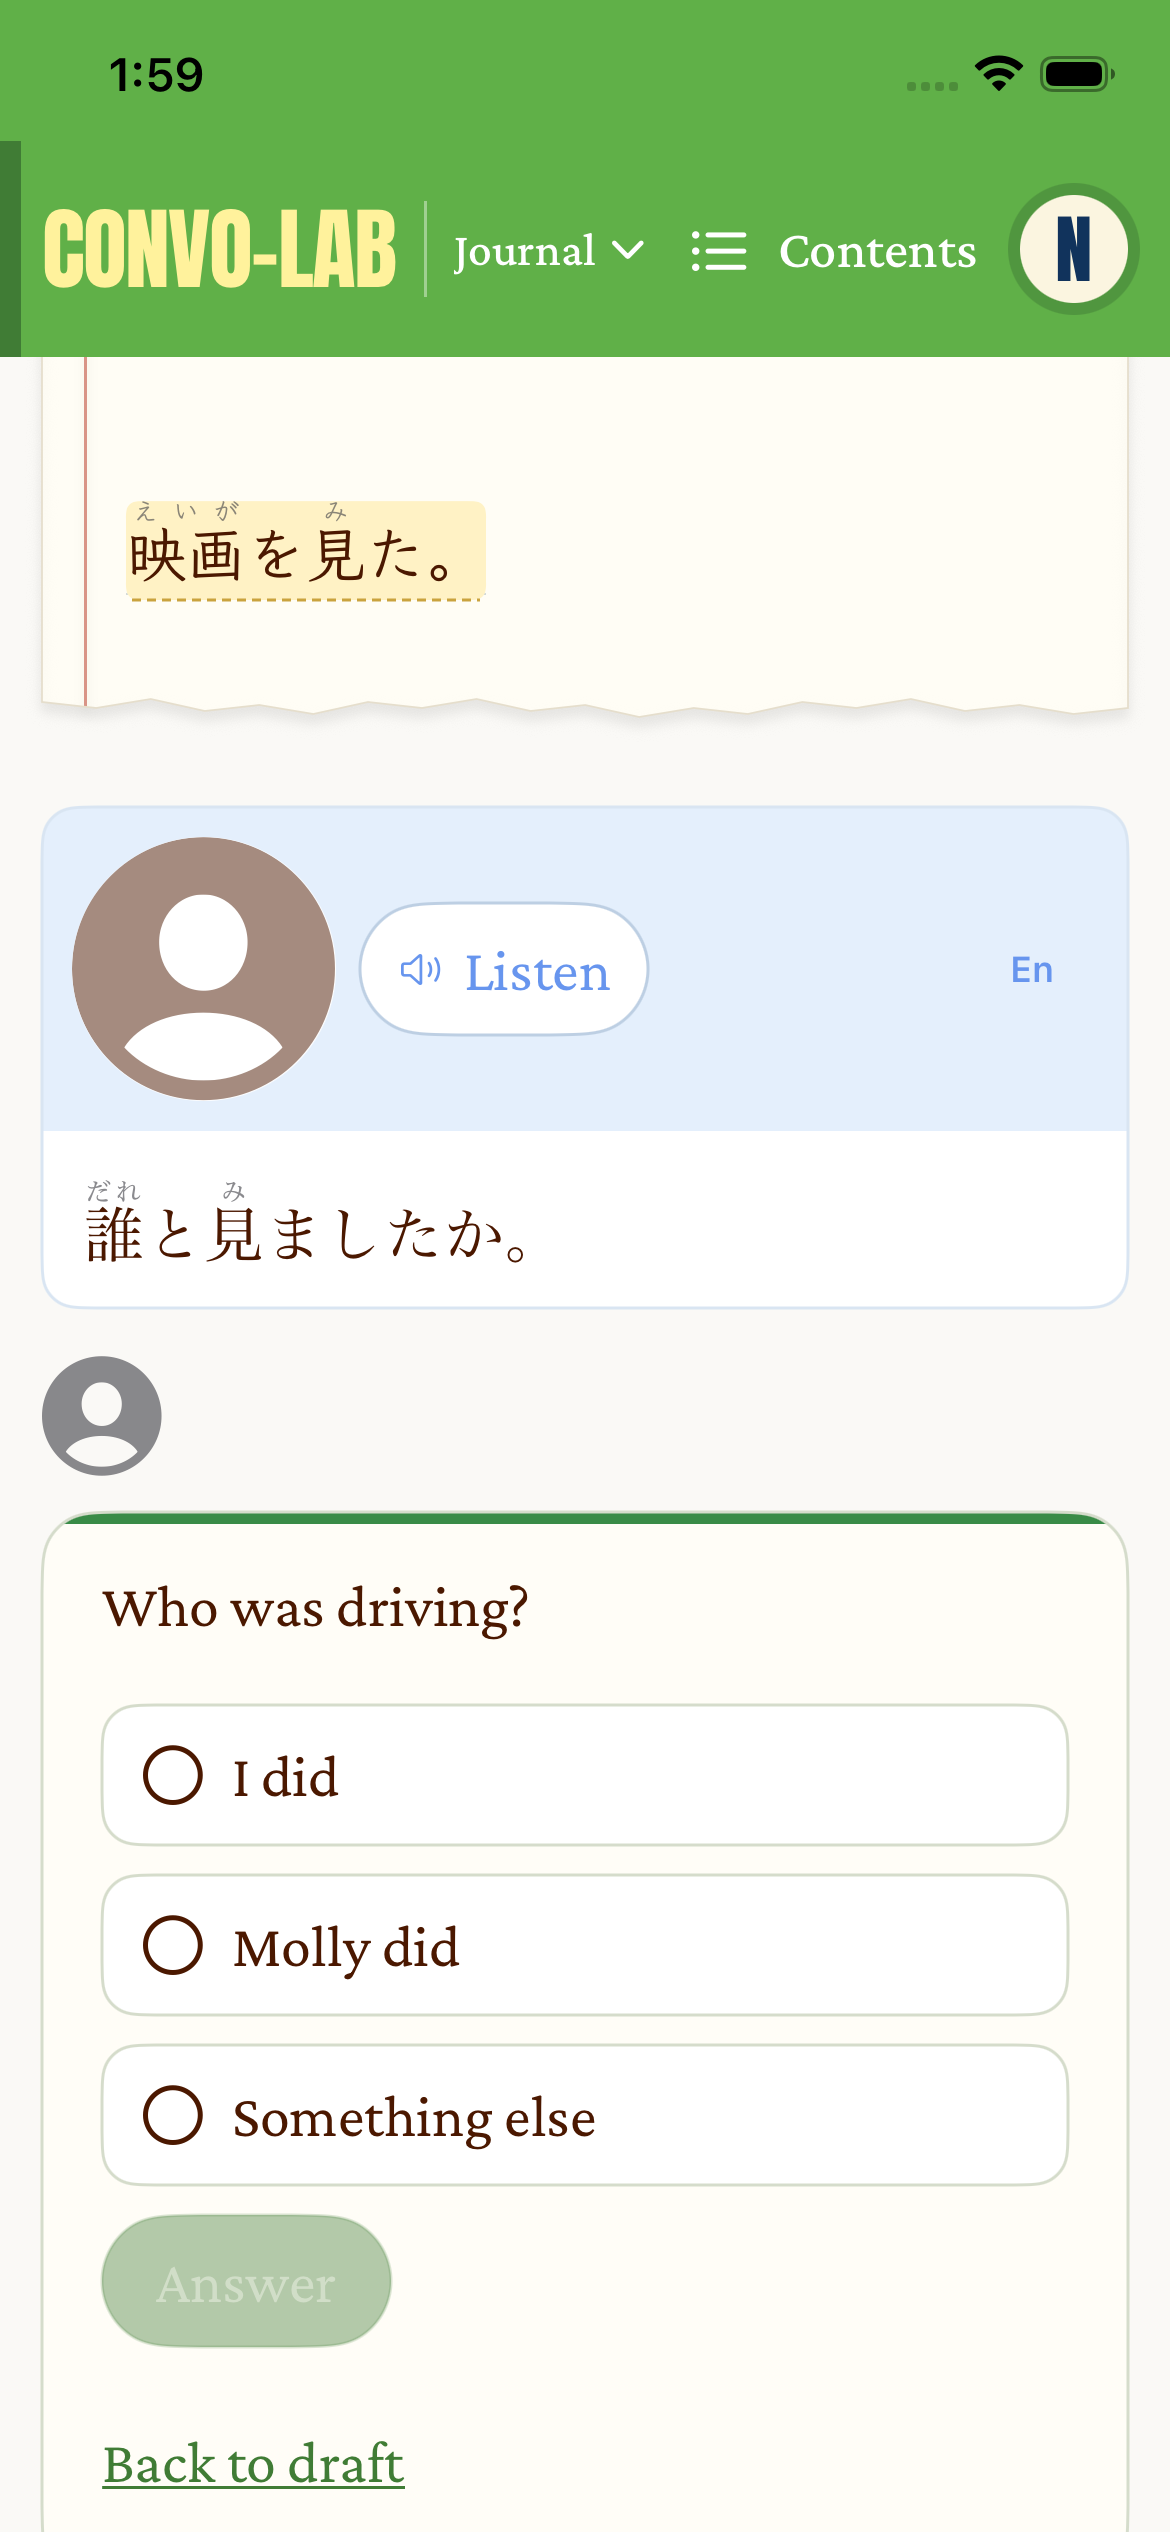 1:59
CONVO-LAB
Journal
Contents
N
えいが み
映画を見た。
Listen
En
だれ み
誰と見ましたか。
Who was driving?
I did
Molly did
Something else
Answer
Back to draft